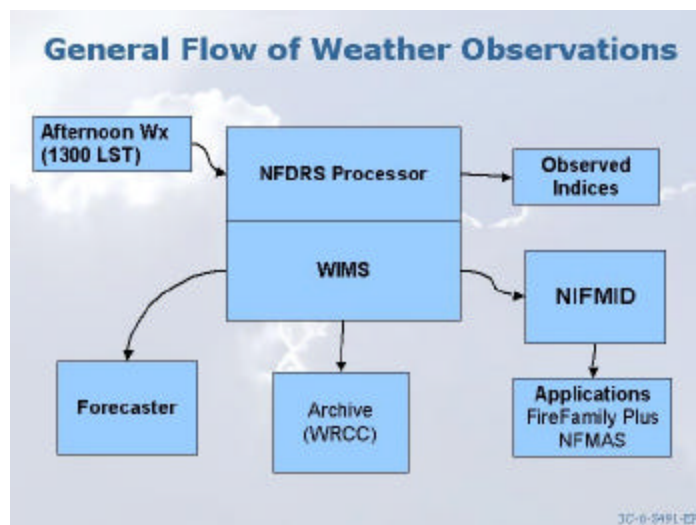 General Flow of Weather Observations
Afternoon Wx
(1300 LST)
NFDRS Processor
Observed
Indices
WIMS
NIFMID
Forecaster
Archive
(WRCC)
Applications
FireFamily Plus
NFMAS